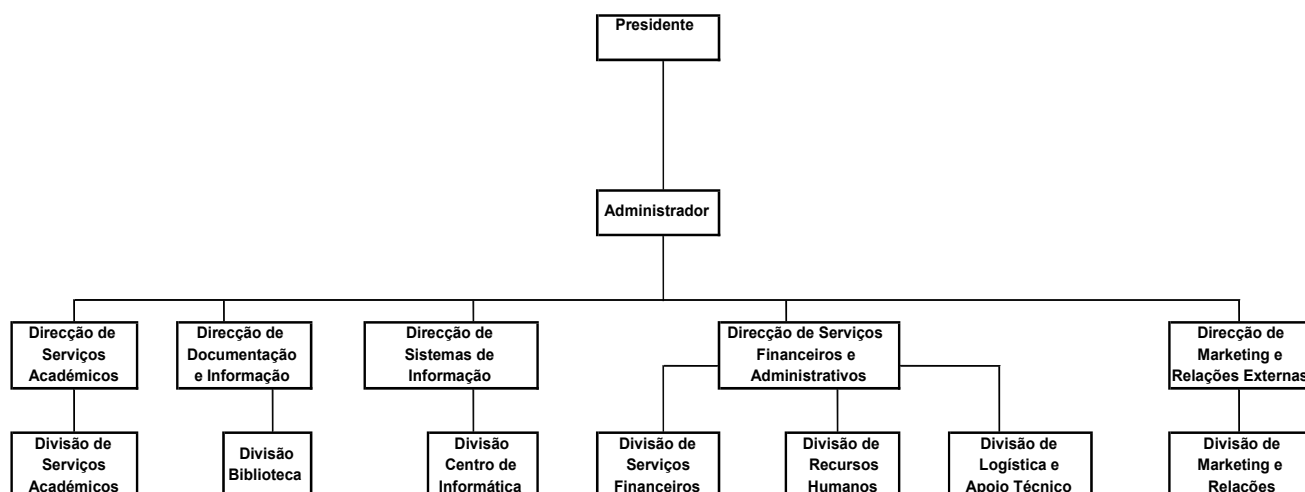 Presidente
Administrador
Direcção de
Serviços
Académicos
Direcção de
Documentação
e Informação
Direcção de
Sistemas de
Informação
Direcção de Serviços
Financeiros e
Administrativos
Direcção de
Marketing e
Relações Externas
Divisão de
Serviços
Académicos
Divisão
Biblioteca
Divisão
Centro de
Informática
Divisão de
Serviços
Financeiros
Divisão de
Recursos
Humanos
Divisão de
Logística e
Apoio Técnico
Divisão de
Marketing e
Relações